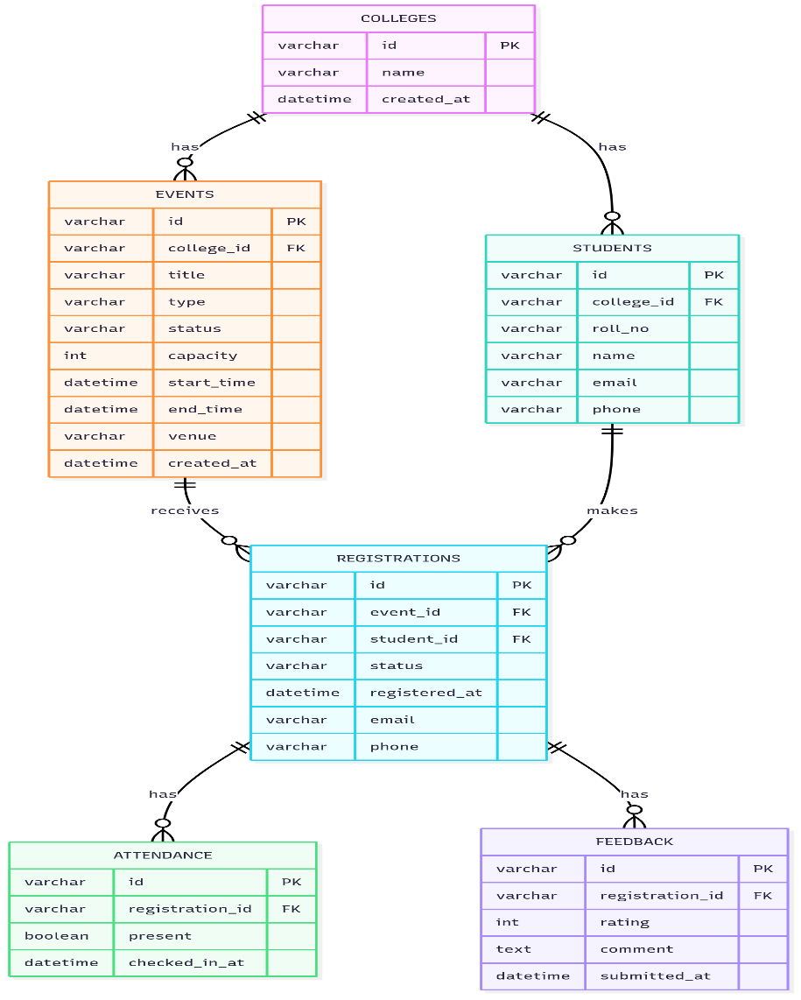 COLLEGES
varchar id PK
varchar name
datetime created_at
has has
EVENTS
varchar id PK
varchar college_id FK
varchar title
varchar type
varchar status
int capacity
datetime start_time
datetime end_time
varchar venue
datetime created_at
STUDENTS
varchar id PK
varchar college_id FK
varchar roll_no
varchar name
varchar email
varchar phone
receives makes
REGISTRATIONS
varchar id PK
varchar event_id FK
varchar student_id FK
varchar status
datetime registered_at
varchar email
varchar phone
has has
ATTENDANCE
varchar id PK
varchar registration_id FK
boolean present
datetime checked_in_at
FEEDBACK
varchar id PK
varchar registration_id FK
int rating
text comment
datetime submitted_at